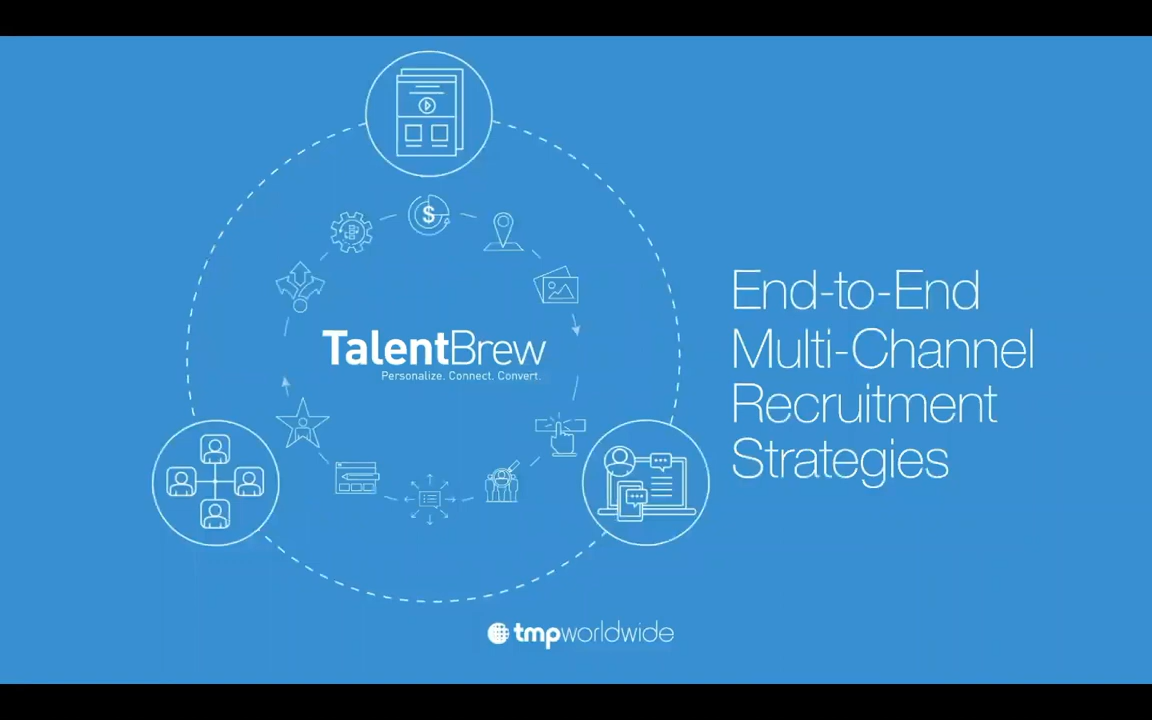 TalentBrew
Personalize. Connect. Convert.
End-to-End
Multi-Channel
Recruitment
Strategies
$
tmpworldwide